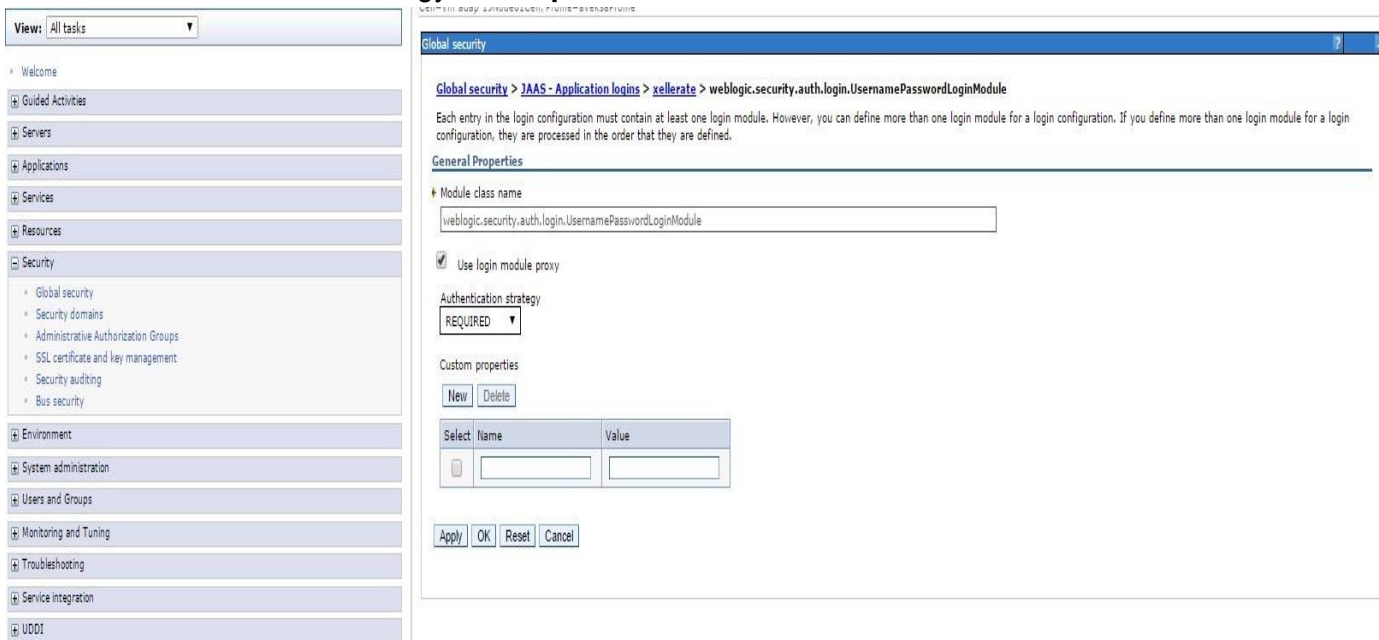 View: All tasks
Welcome
Guided Activities
Servers
Applications
Services
Resources
Security
Global security
Security domains
Administrative Authorization Groups
SSL certificate and key management
Security auditing
Bus security
Environment
System administration
Users and Groups
Monitoring and Tuning
Troubleshooting
Service integration
UDDI
Global security ?
Global security > JAAS - Application logins > xellerate > weblogic.security.auth.login.UsernamePasswordLoginModule
Each entry in the login configuration must contain at least one login module. However, you can define more than one login module for a login configuration. If you define more than one login module for a login
configuration, they are processed in the order that they are defined.
General Properties
Module class name
weblogic.security.auth.login.UsernamePasswordLoginModule
Use login module proxy
Authentication strategy
REQUIRED
Custom properties
New Delete
Select Name Value
Apply OK Reset Cancel